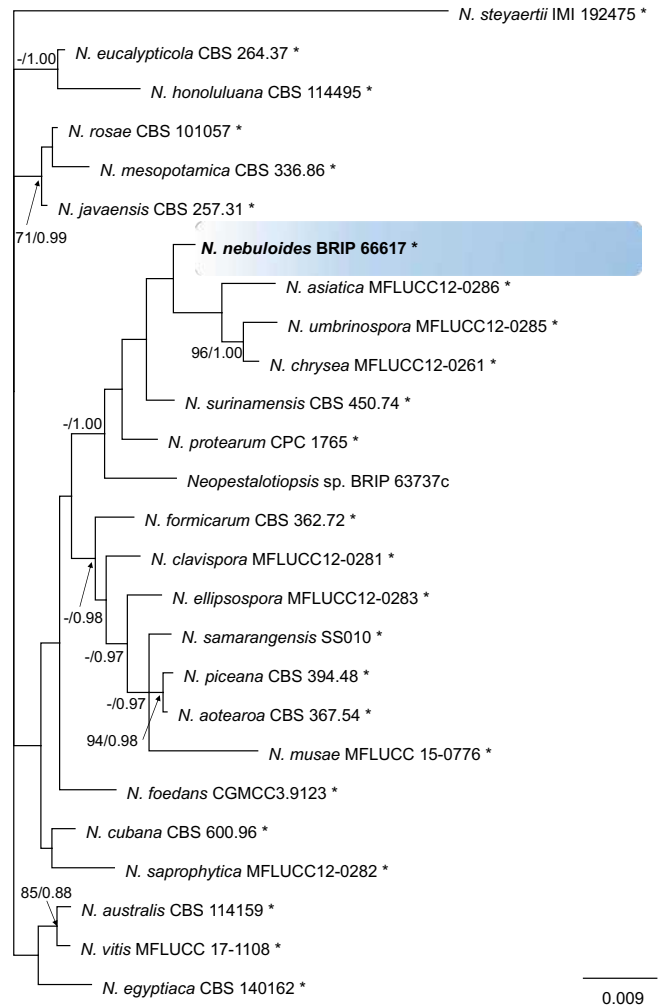 N. steyaertii IMI 192475 *
-/1.00
N. eucalypticola CBS 264.37 *
N. honoluluana CBS 114495 *
N. rosae CBS 101057 *
N. mesopotamica CBS 336.86 *
N. javaensis CBS 257.31 *
71/0.99
N. nebuloides BRIP 66617 *
N. asiatica MFLUCC12-0286 *
N. umbrinospora MFLUCC12-0285 *
96/1.00
N. chrysea MFLUCC12-0261 *
N. surinamensis CBS 450.74 *
-/1.00
N. protearum CPC 1765 *
Neopestalotiopsis sp. BRIP 63737c
N. formicarum CBS 362.72 *
N. clavispora MFLUCC12-0281 *
N. ellipsospora MFLUCC12-0283 *
-/0.98
N. samarangensis SS010 *
-/0.97
N. piceana CBS 394.48 *
-/0.97
N. aotearoa CBS 367.54 *
94/0.98
N. musae MFLUCC 15-0776 *
N. foedans CGMCC3.9123 *
N. cubana CBS 600.96 *
N. saprophytica MFLUCC12-0282 *
85/0.88
N. australis CBS 114159 *
N. vitis MFLUCC 17-1108 *
N. egyptiaca CBS 140162 *
0.009